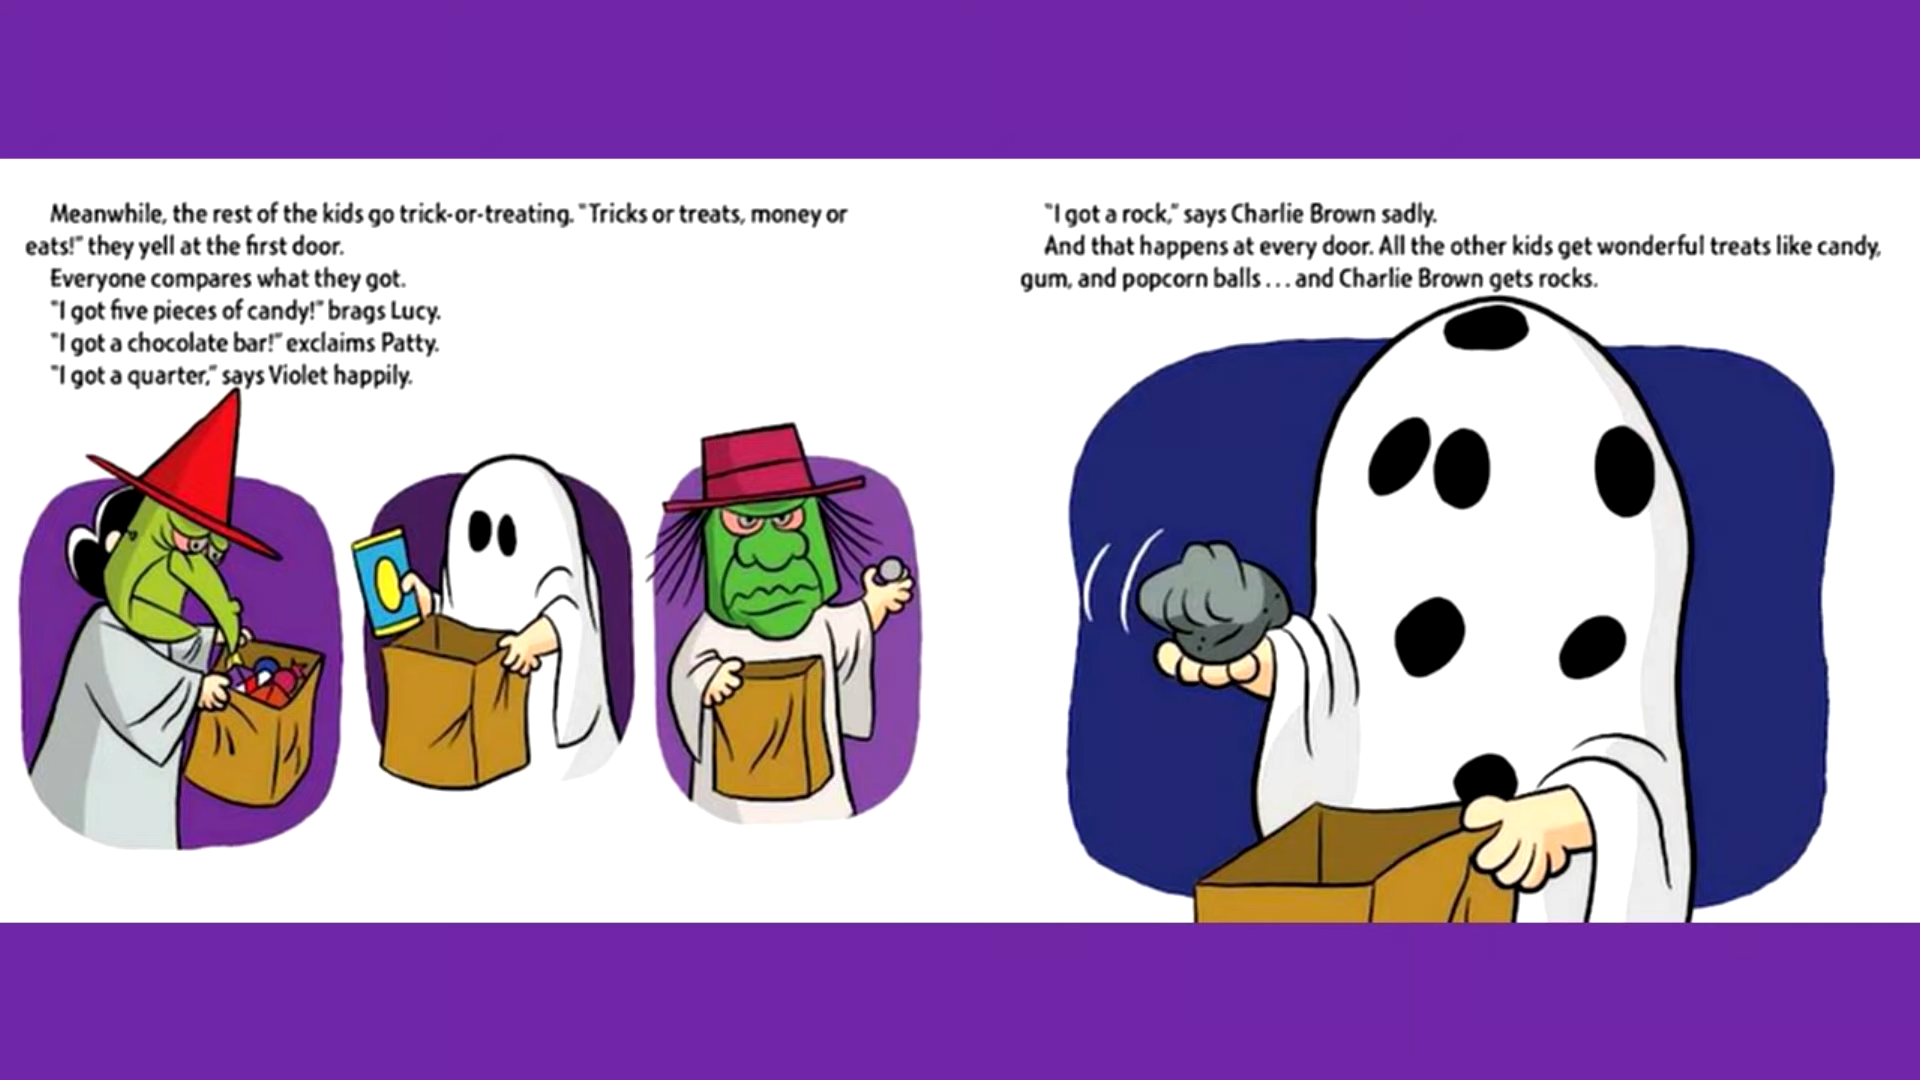 Meanwhile, the rest of the kids go trick-or-treating. "Tricks or treats, money or
eats!" they yell at the first door.
Everyone compares what they got.
"I got five pieces of candy!" brags Lucy.
"I got a chocolate bar!" exclaims Patty.
"I got a quarter," says Violet happily.
"I got a rock," says Charlie Brown sadly.
And that happens at every door. All the other kids get wonderful treats like candy,
gum, and popcorn balls . . . and Charlie Brown gets rocks.